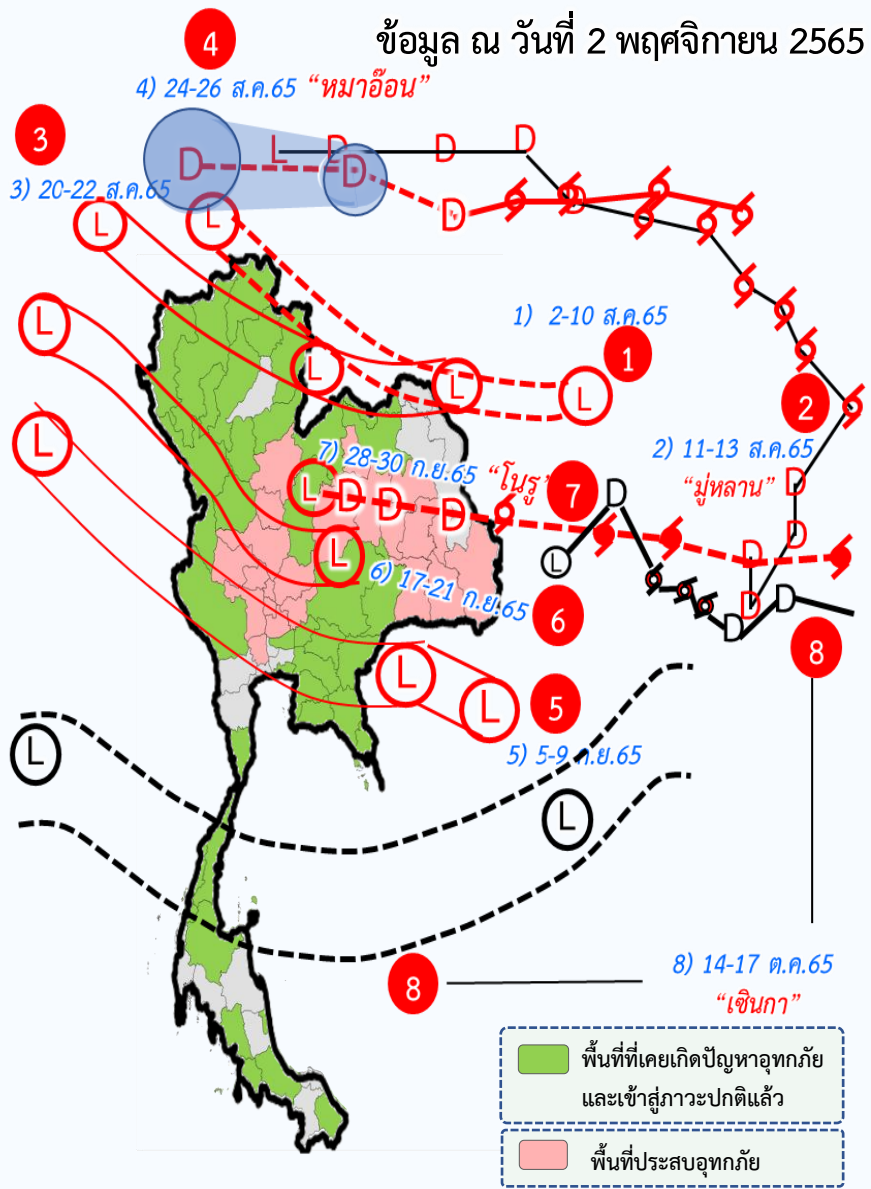 ข้อมูล ณ วันที่ 2 พฤศจิกายน 2565
4
4) 24-26 ส.ค.65 “หมาอ๊อน”
3
L D D D
D D
3) 20-22 ส.ค.65
L L D D
1) 2-10 ส.ค.65
L
1
L L L
2
2) 11-13 ส.ค.65
“มู่หลาน”
L
7) 28-30 ก.ย.65 “โนรู”
7
D D
L D D D
D
D
L
L
6) 17-21 ก.ย.65
6
D D
D
8
L L
5
5) 5-9 ก.ย.65
L
L
8
8) 14-17 ต.ค.65
“เซินกา”
พื้นที่ที่เคยเกิดปัญหาอุทกภัย
และเข้าสู่ภาวะปกติแล้ว
พื้นที่ประสบอุทกภัย